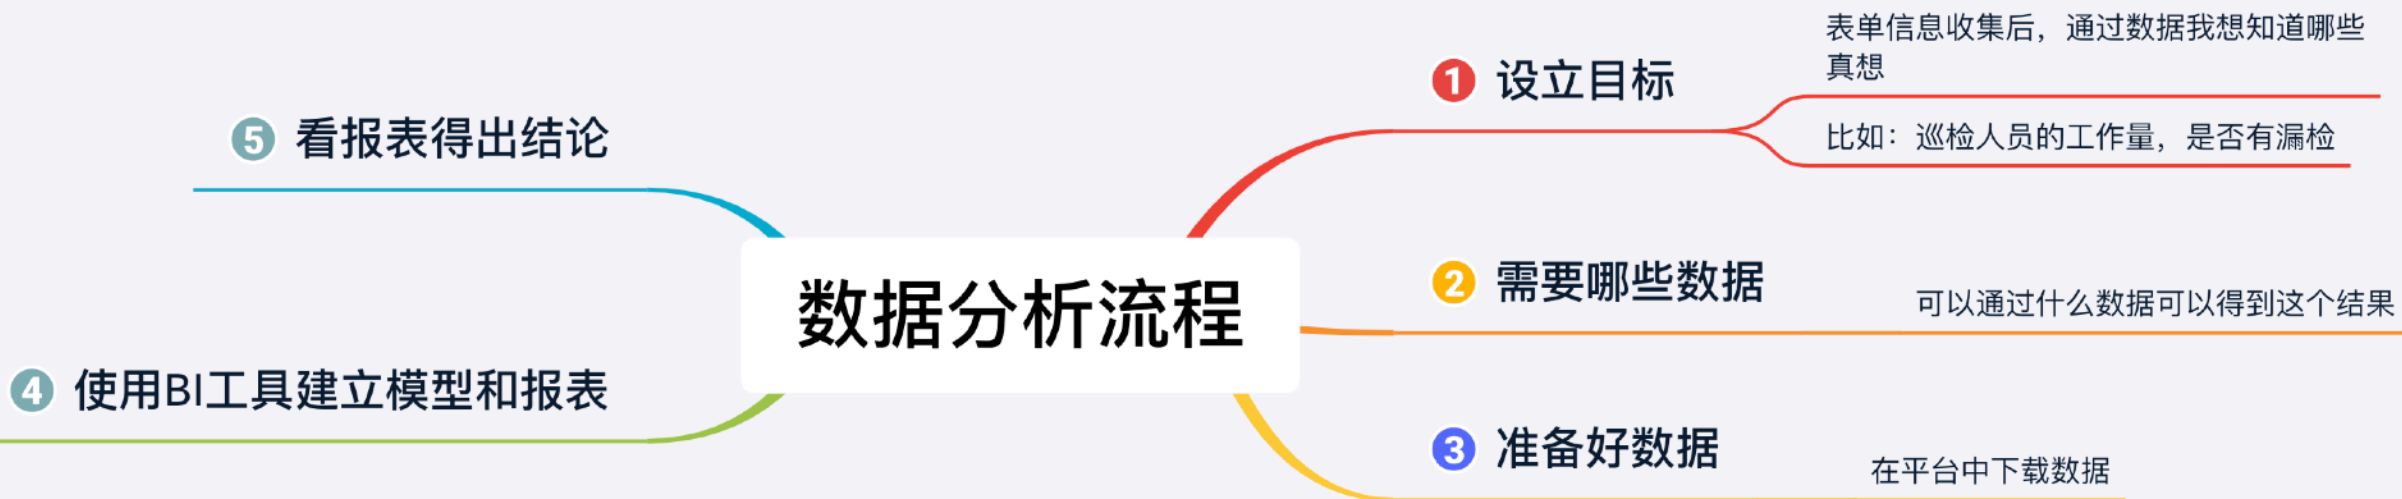 数据分析流程
1 设立目标
表单信息收集后，通过数据我想知道哪些
真想
比如：巡检人员的工作量，是否有漏检
2 需要哪些数据
可以通过什么数据可以得到这个结果
3 准备好数据
在平台中下载数据
4 使用BI工具建立模型和报表
5 看报表得出结论